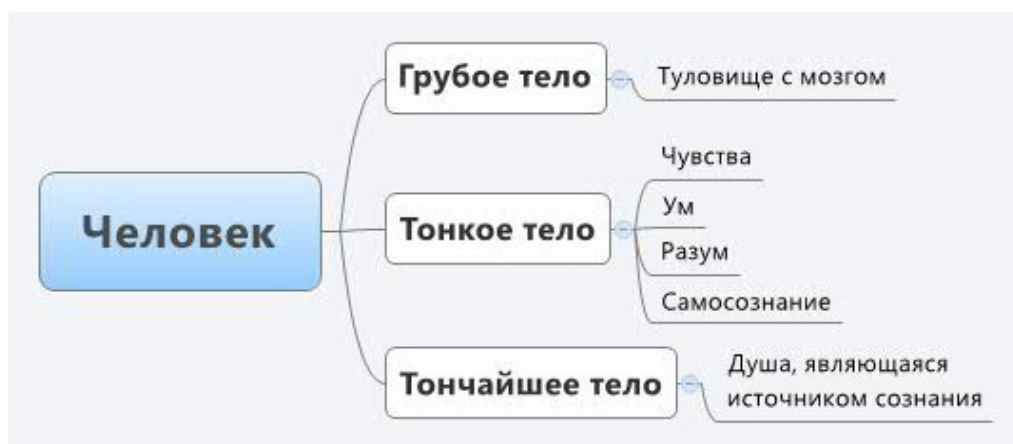 Человек
Грубое тело
Туловище с мозгом
Тонкое тело
Чувства
Ум
Разум
Самосознание
Тончайшее тело
Душа, являющаяся
источником сознания